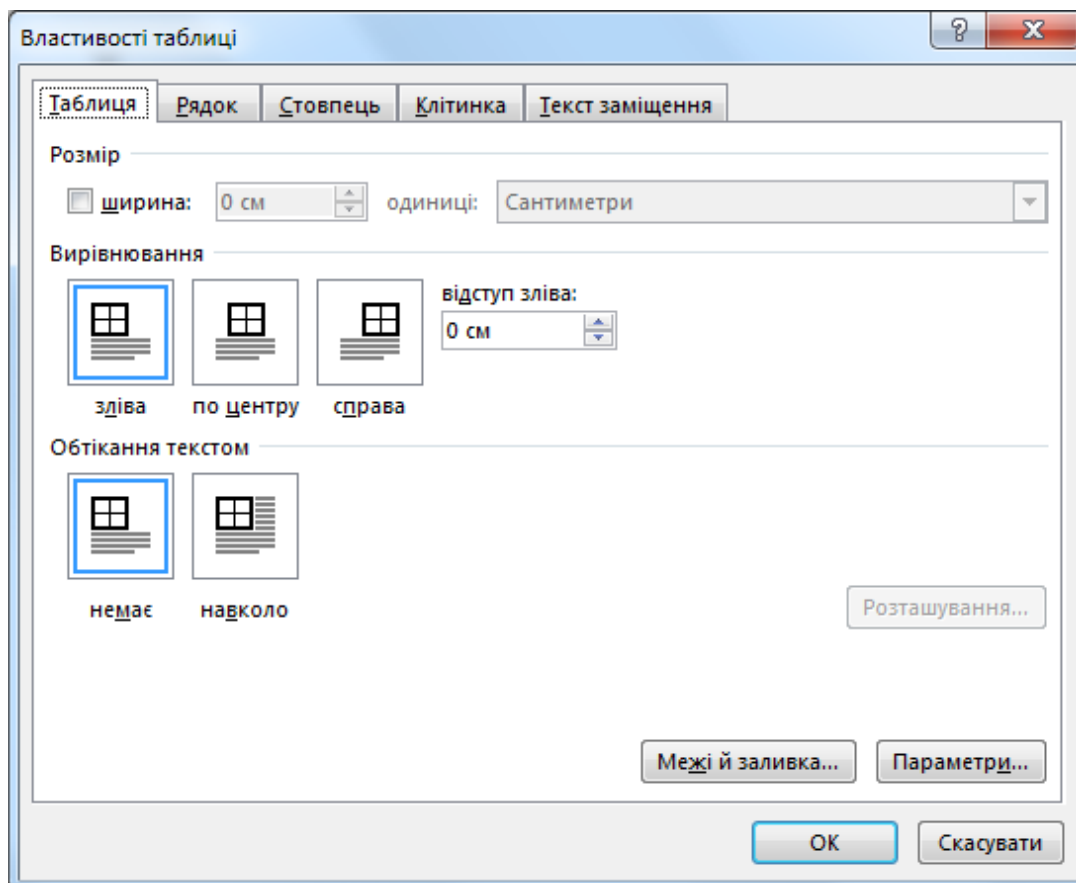 Властивості таблиці
?
Таблиця Рядок Стовпець Клітинка Текст заміщення
Розмір
ширина: 0 см одиниці: Сантиметри
Вирівнювання
відступ зліва:
0 см
зліва по центру справа
Обтікання текстом
немає навколо
Розташування...
Межі й заливка... Параметри...
ОК Скасувати